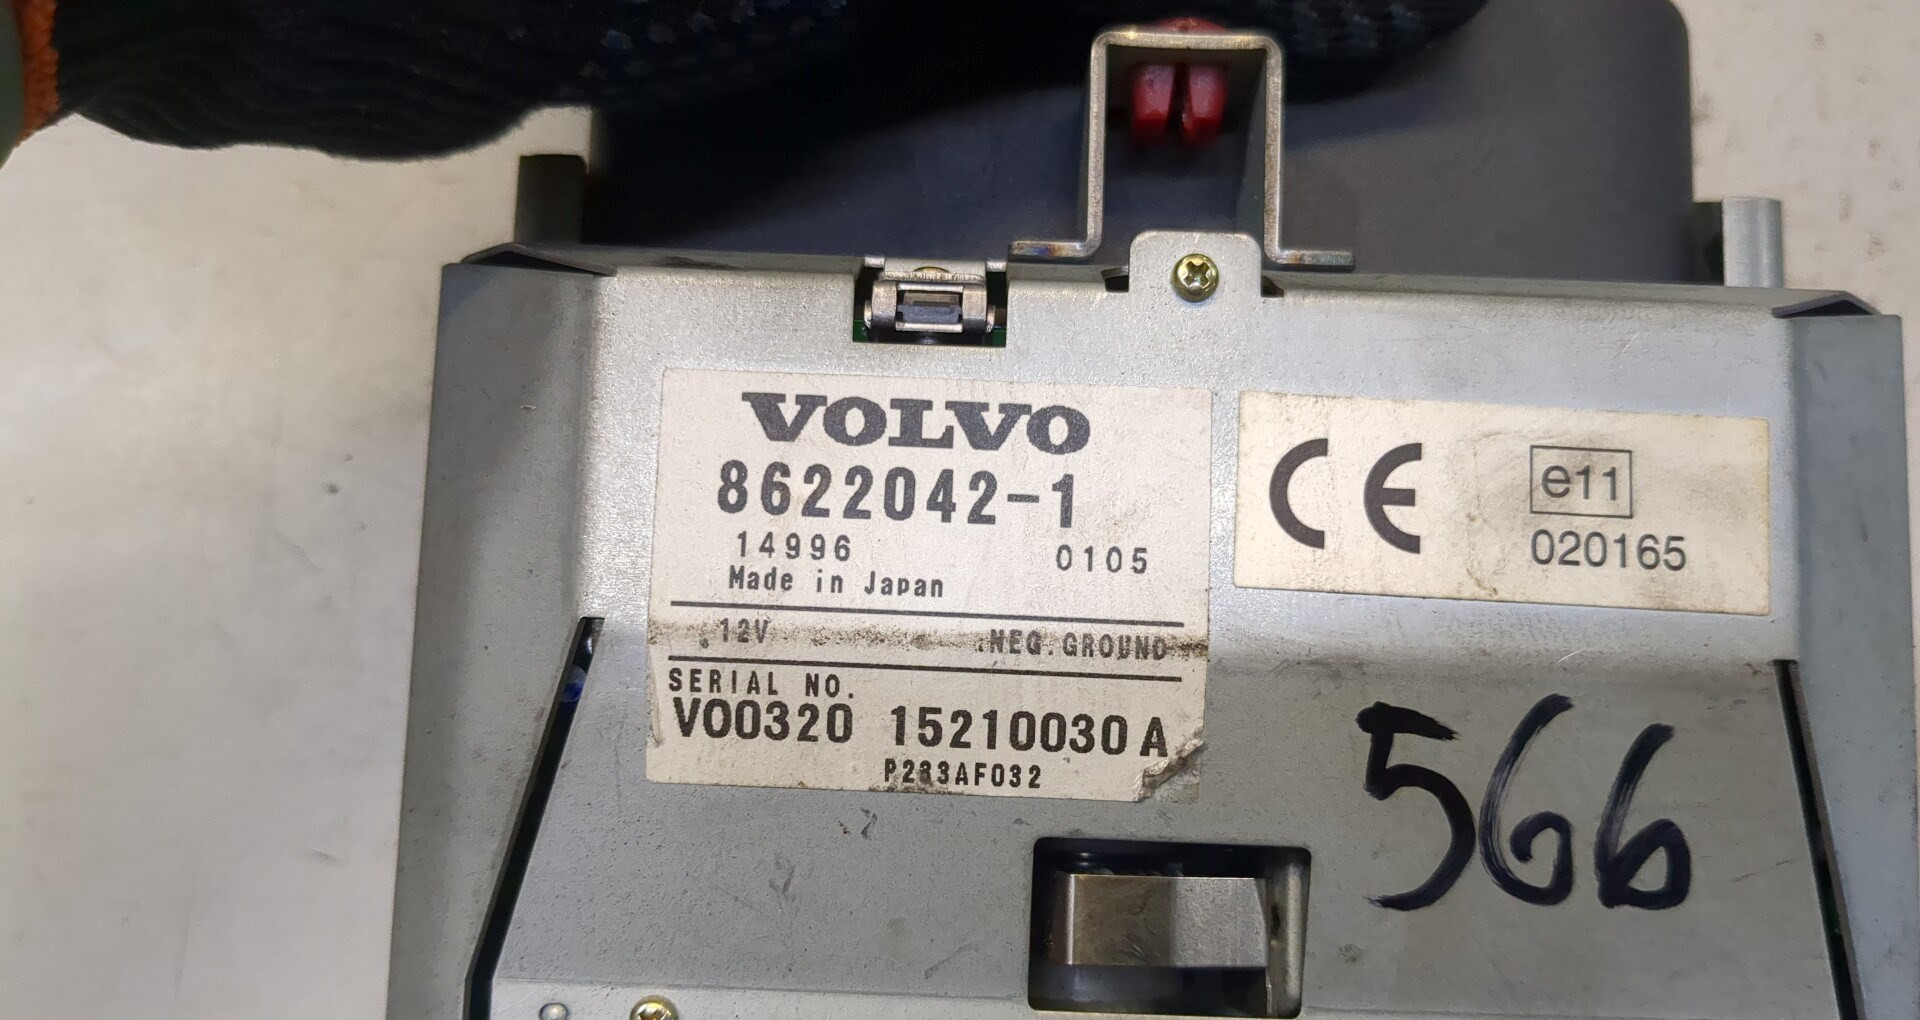 VOLVO
8622042-1
14996 0105
Made in Japan
12V NEG. GROUND
SERIAL NO.
V00320 15210030 A
P283AF032
CE e11
020165
566